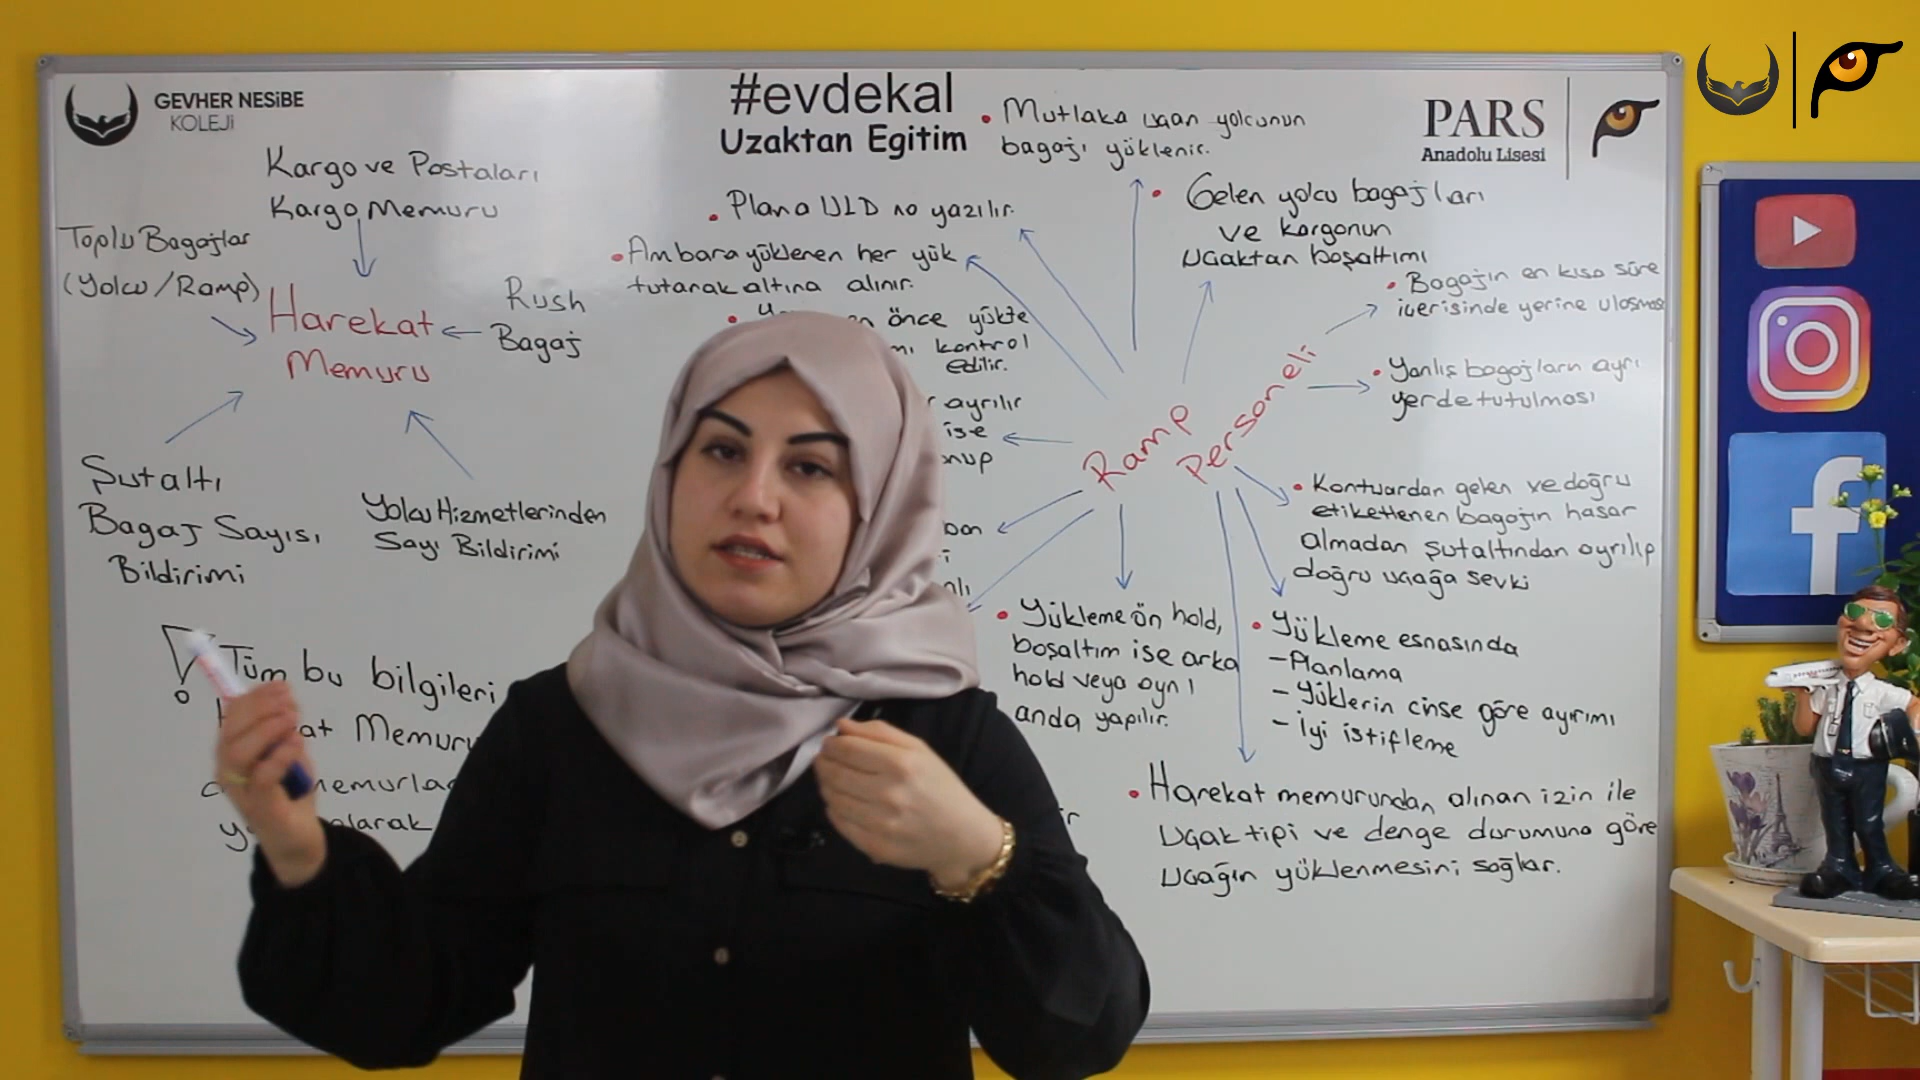 GEVHER NESiBE
KOLEJi
#evdekal
Uzaktan Egitim
PARS
Anadolu Lisesi
Kargo ve Postaları
Kargo Memuru
Toplu Bagajlar
(Yolcu / Ramp)
Harekat
Memuru
Rush
Bagaj
Şutaltı
Bagaj Sayısı
Bildirimi
Yolcu Hizmetlerinden
Sayı Bildirimi
Tüm bu bilgileri
Memuru
olarak
• Mutlaka uçan yolcunun
bagajı yüklenir.
• Plana ULD no yazılır.
• Ambara yüklenen her yük
tutanak altına alınır.
önce yükte
kontrol
edilir.
ayrılır
ise
Ramp
Personeli
• Gelen yolcu bagajları
ve kargonun
uçaktan boşaltımı
• Bagajın en kısa süre
içerisinde yerine ulaşması
• Yanlış bagajların ayrı
yerde tutulması
• Kontuardan gelen ve doğru
etiketlenen bagajın hasar
almadan şutaltından ayrılıp
doğru uçağa sevki
• Yükleme ön hold,
boşaltım ise arka
hold veya aynı
anda yapılır.
• Yükleme esnasında
- Planlama
- Yüklerin cinse göre ayırımı
- İyi istifleme
• Harekat memurundan alınan izin ile
uçak tipi ve denge durumuna göre
uçağın yüklenmesini sağlar.